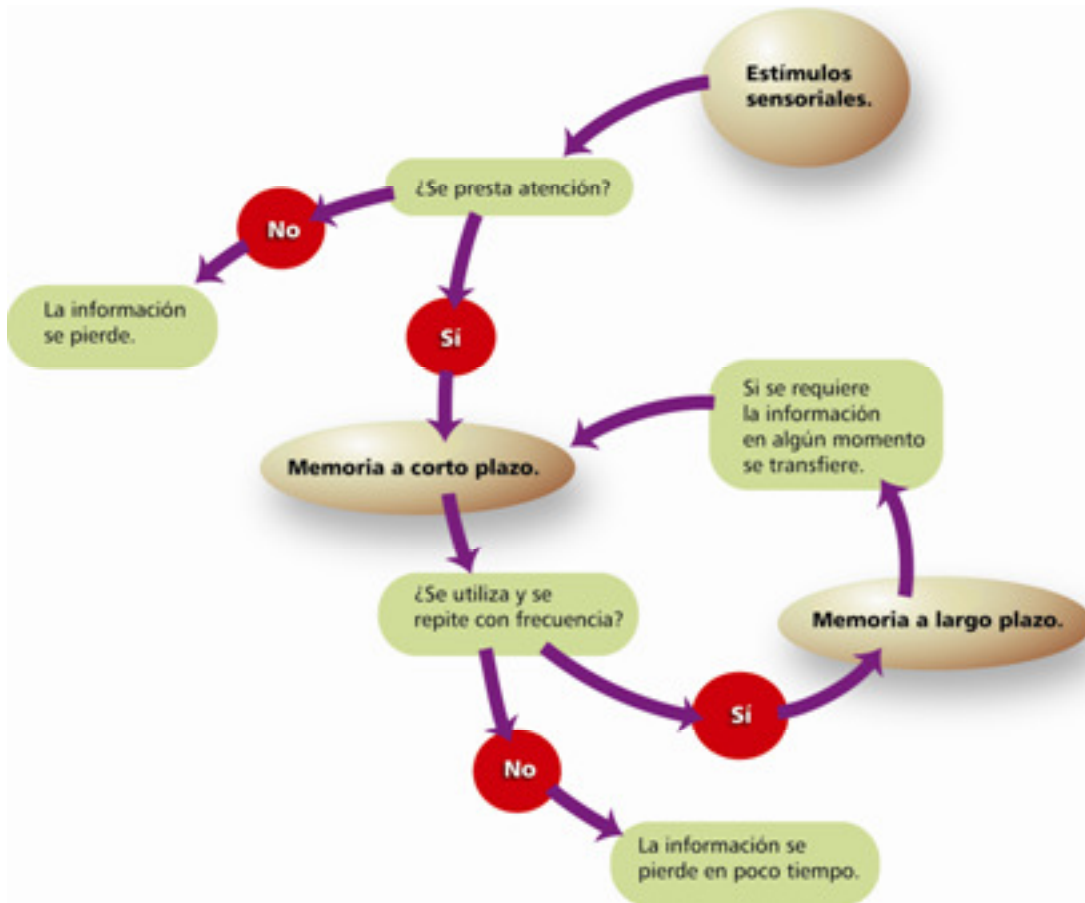 Estímulos
sensoriales.
¿Se presta atención?
No
La información
se pierde.
Sí
Si se requiere
la información
en algún momento
se transfiere.
Memoria a corto plazo.
¿Se utiliza y se
repite con frecuencia?
Memoria a largo plazo.
Sí
No
La información se
pierde en poco tiempo.